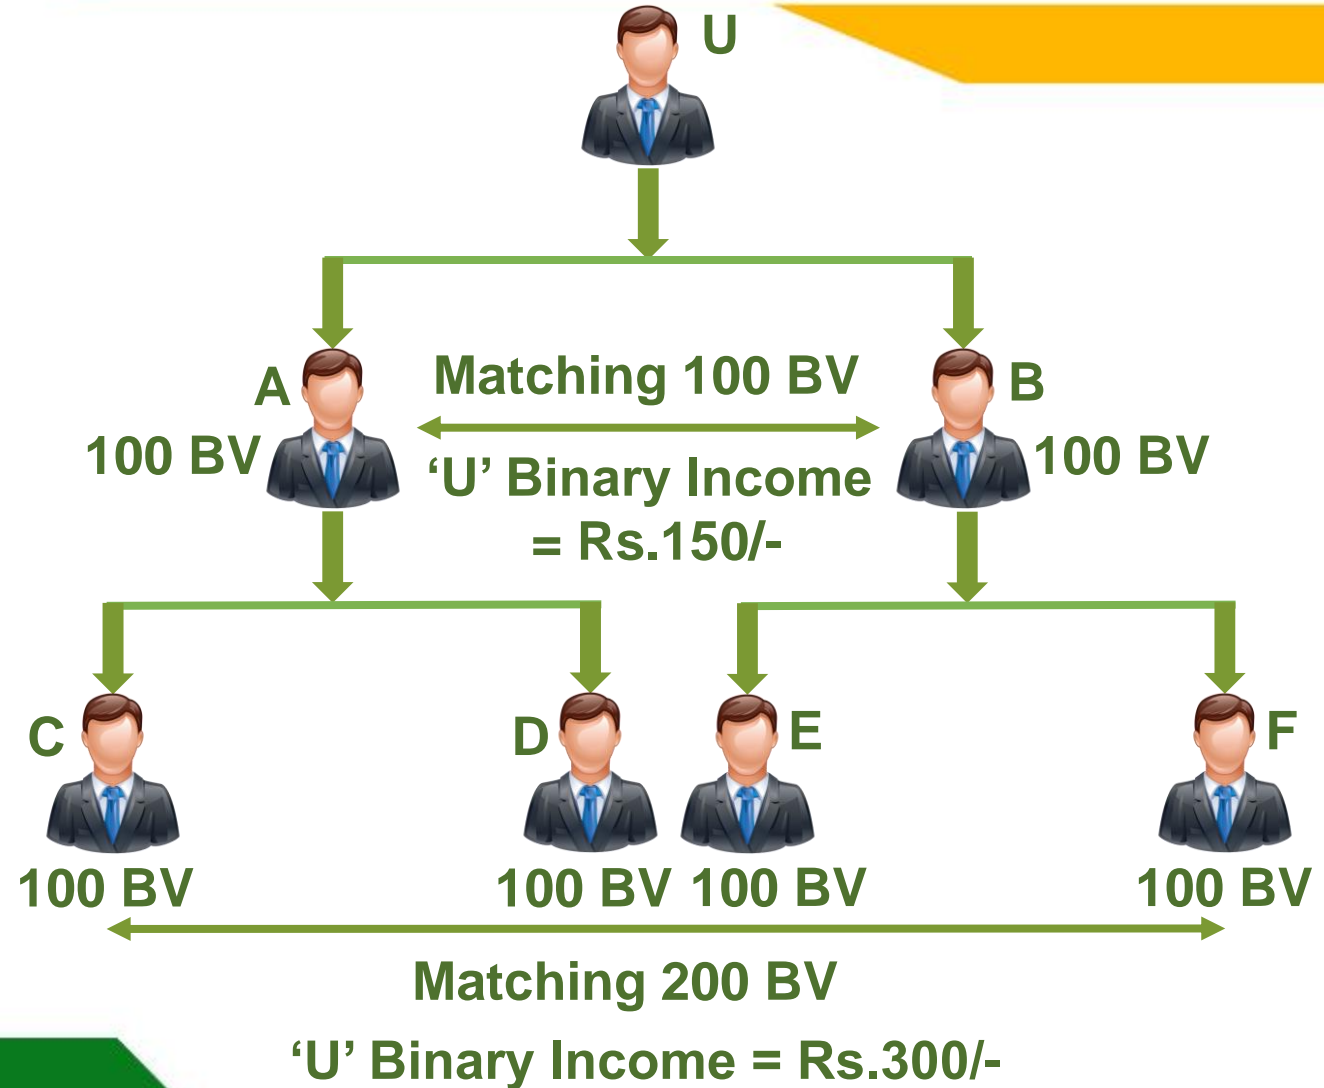 U
A
Matching 100 BV
B
100 BV
100 BV
‘U’ Binary Income
= Rs.150/-
C
D
E
F
100 BV
100 BV
100 BV
100 BV
Matching 200 BV
‘U’ Binary Income = Rs.300/-